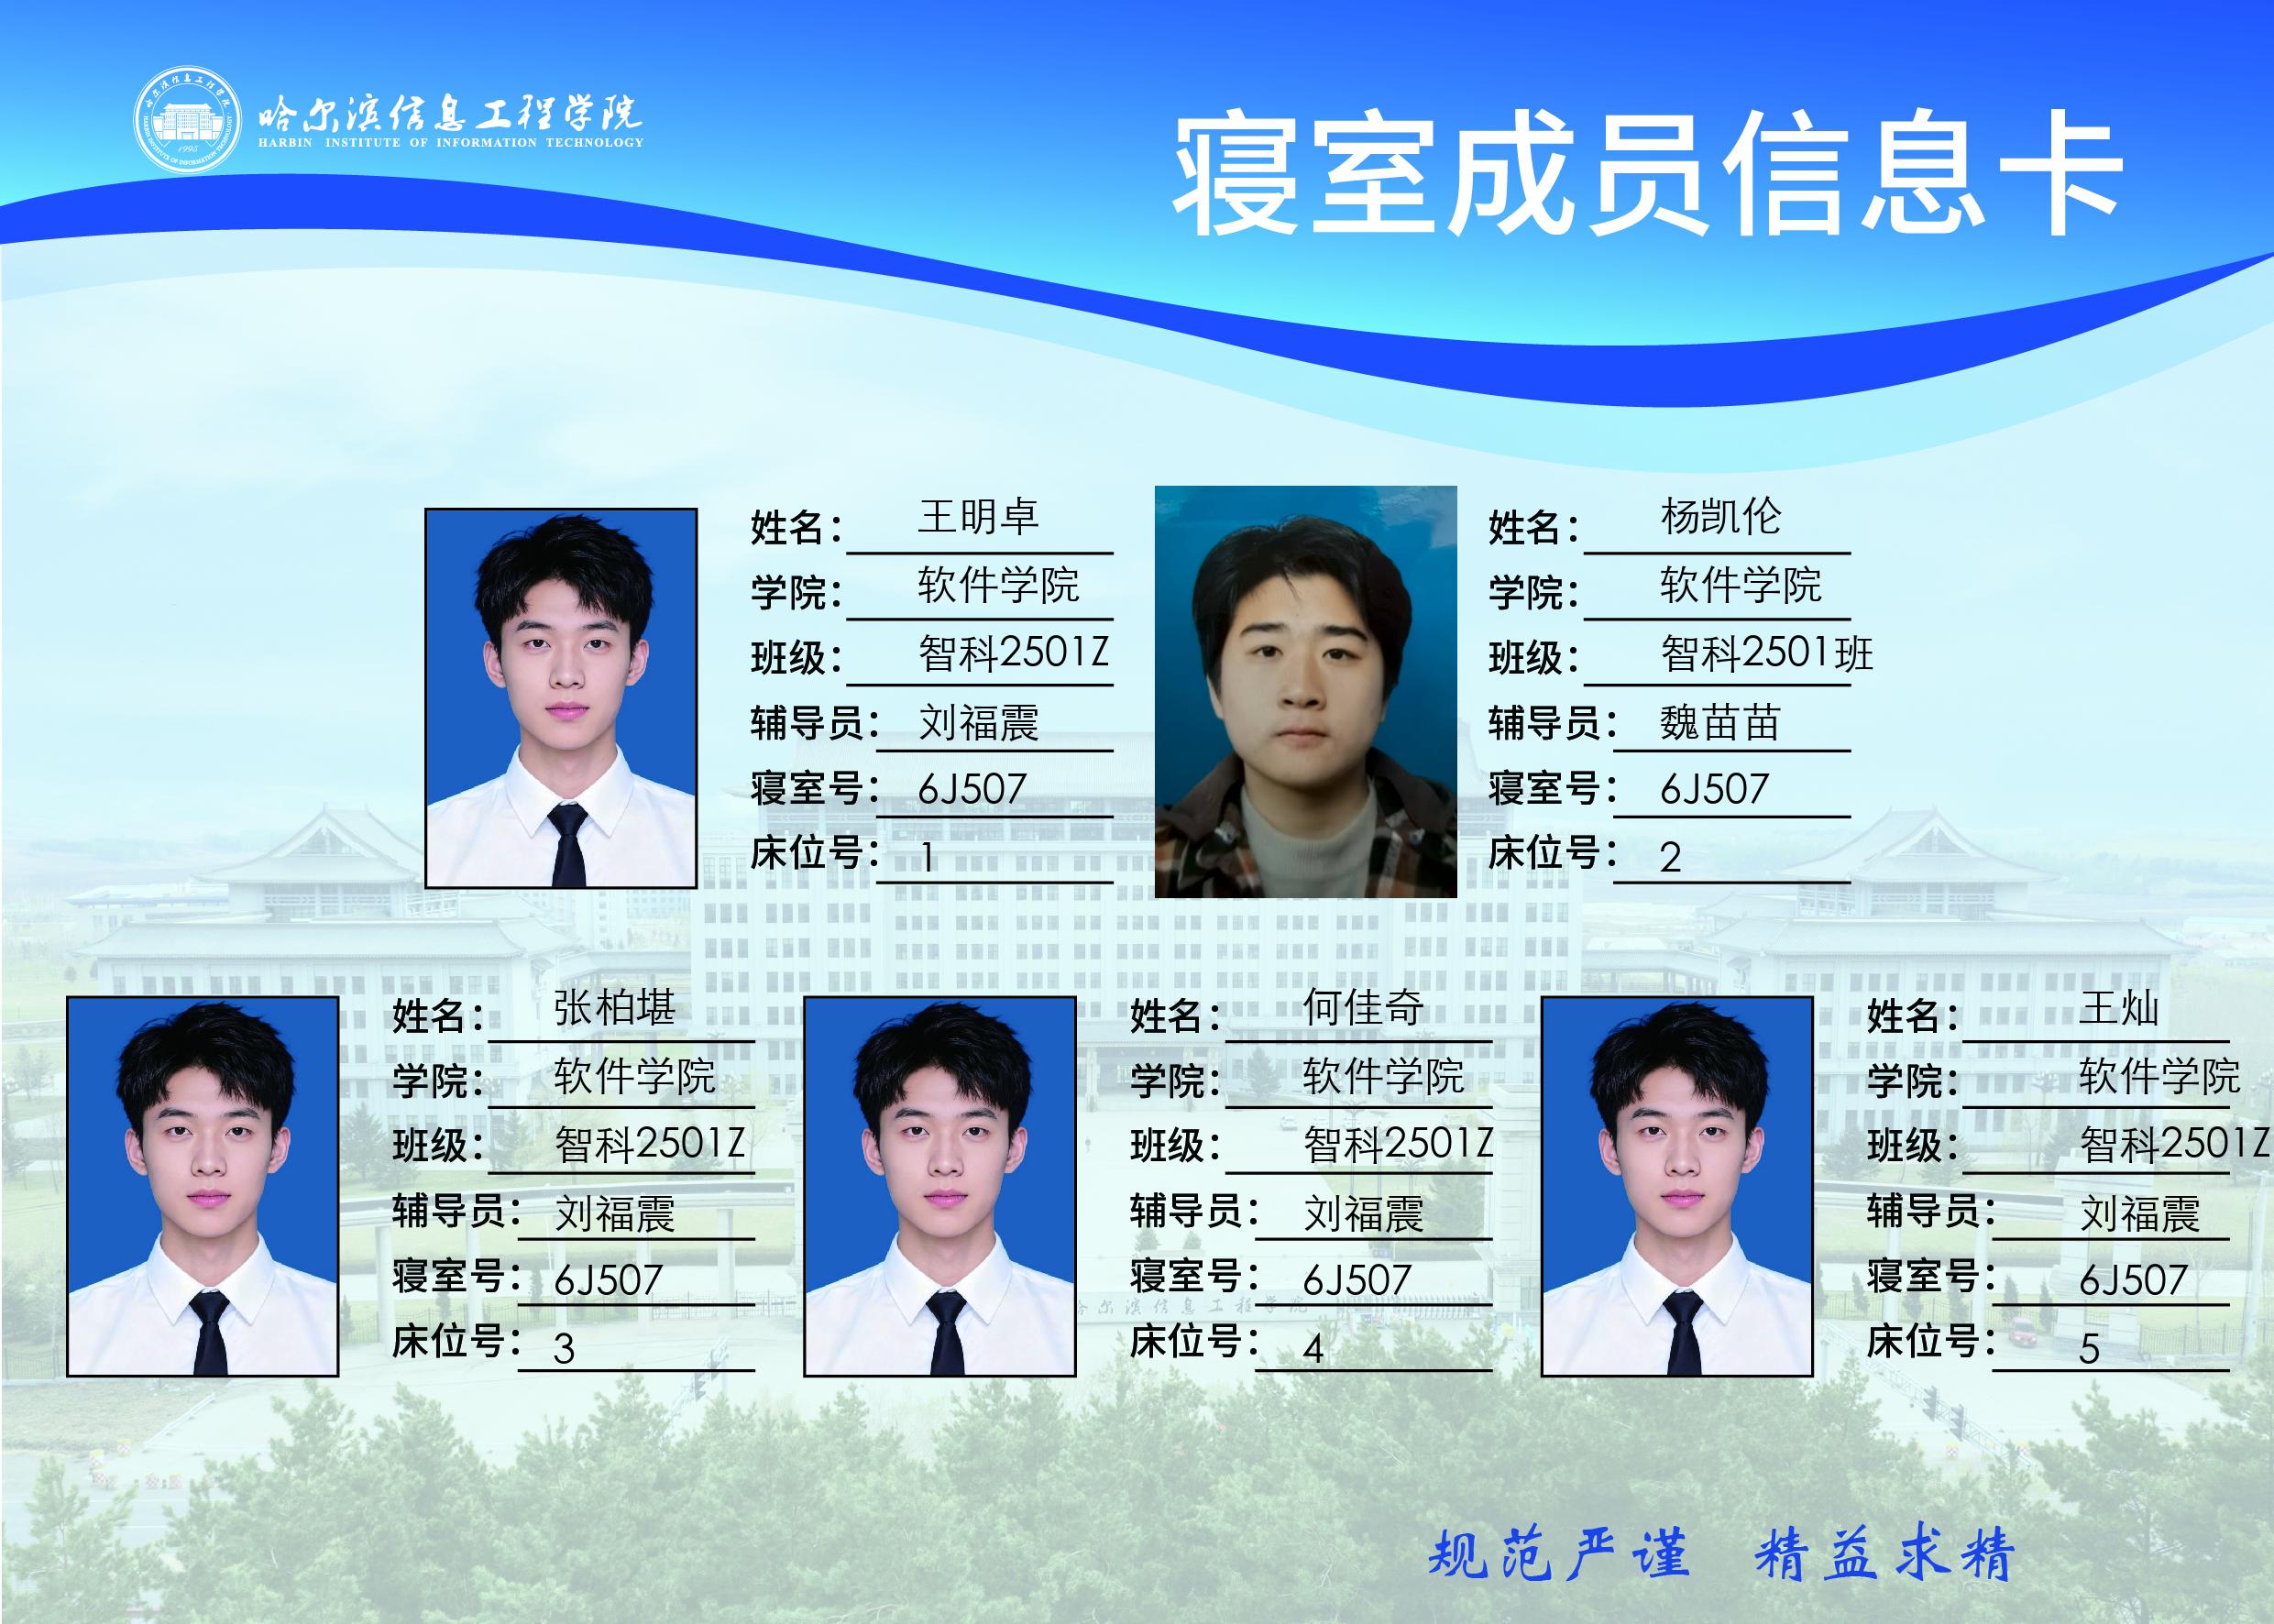 哈尔滨信息工程学院
HARBIN INSTITUTE OF INFORMATION TECHNOLOGY
1995
寝室成员信息卡
姓名：王明卓
学院：软件学院
班级：智科2501Z
辅导员：刘福震
寝室号：6J507
床位号：1
姓名：杨凯伦
学院：软件学院
班级：智科2501班
辅导员：魏苗苗
寝室号：6J507
床位号：2
姓名：张柏堪
学院：软件学院
班级：智科2501Z
辅导员：刘福震
寝室号：6J507
床位号：3
姓名：何佳奇
学院：软件学院
班级：智科2501Z
辅导员：刘福震
寝室号：6J507
床位号：4
姓名：王灿
学院：软件学院
班级：智科2501Z
辅导员：刘福震
寝室号：6J507
床位号：5
哈尔滨信息工程学院
规范严谨 精益求精